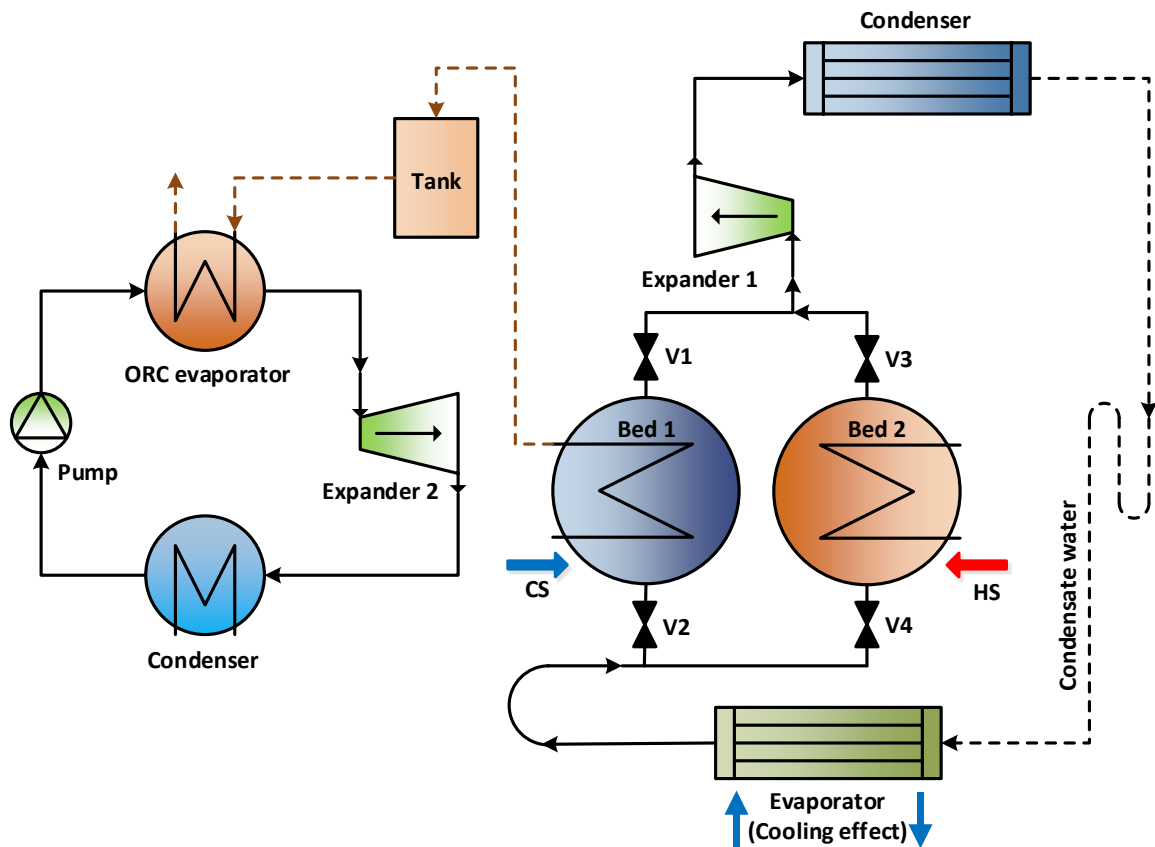 Condenser
Tank
Expander 1
ORC evaporator
V1
V3
Bed 1
Bed 2
Pump
Expander 2
CS
HS
Condensate water
V2
V4
Condenser
Evaporator
(Cooling effect)